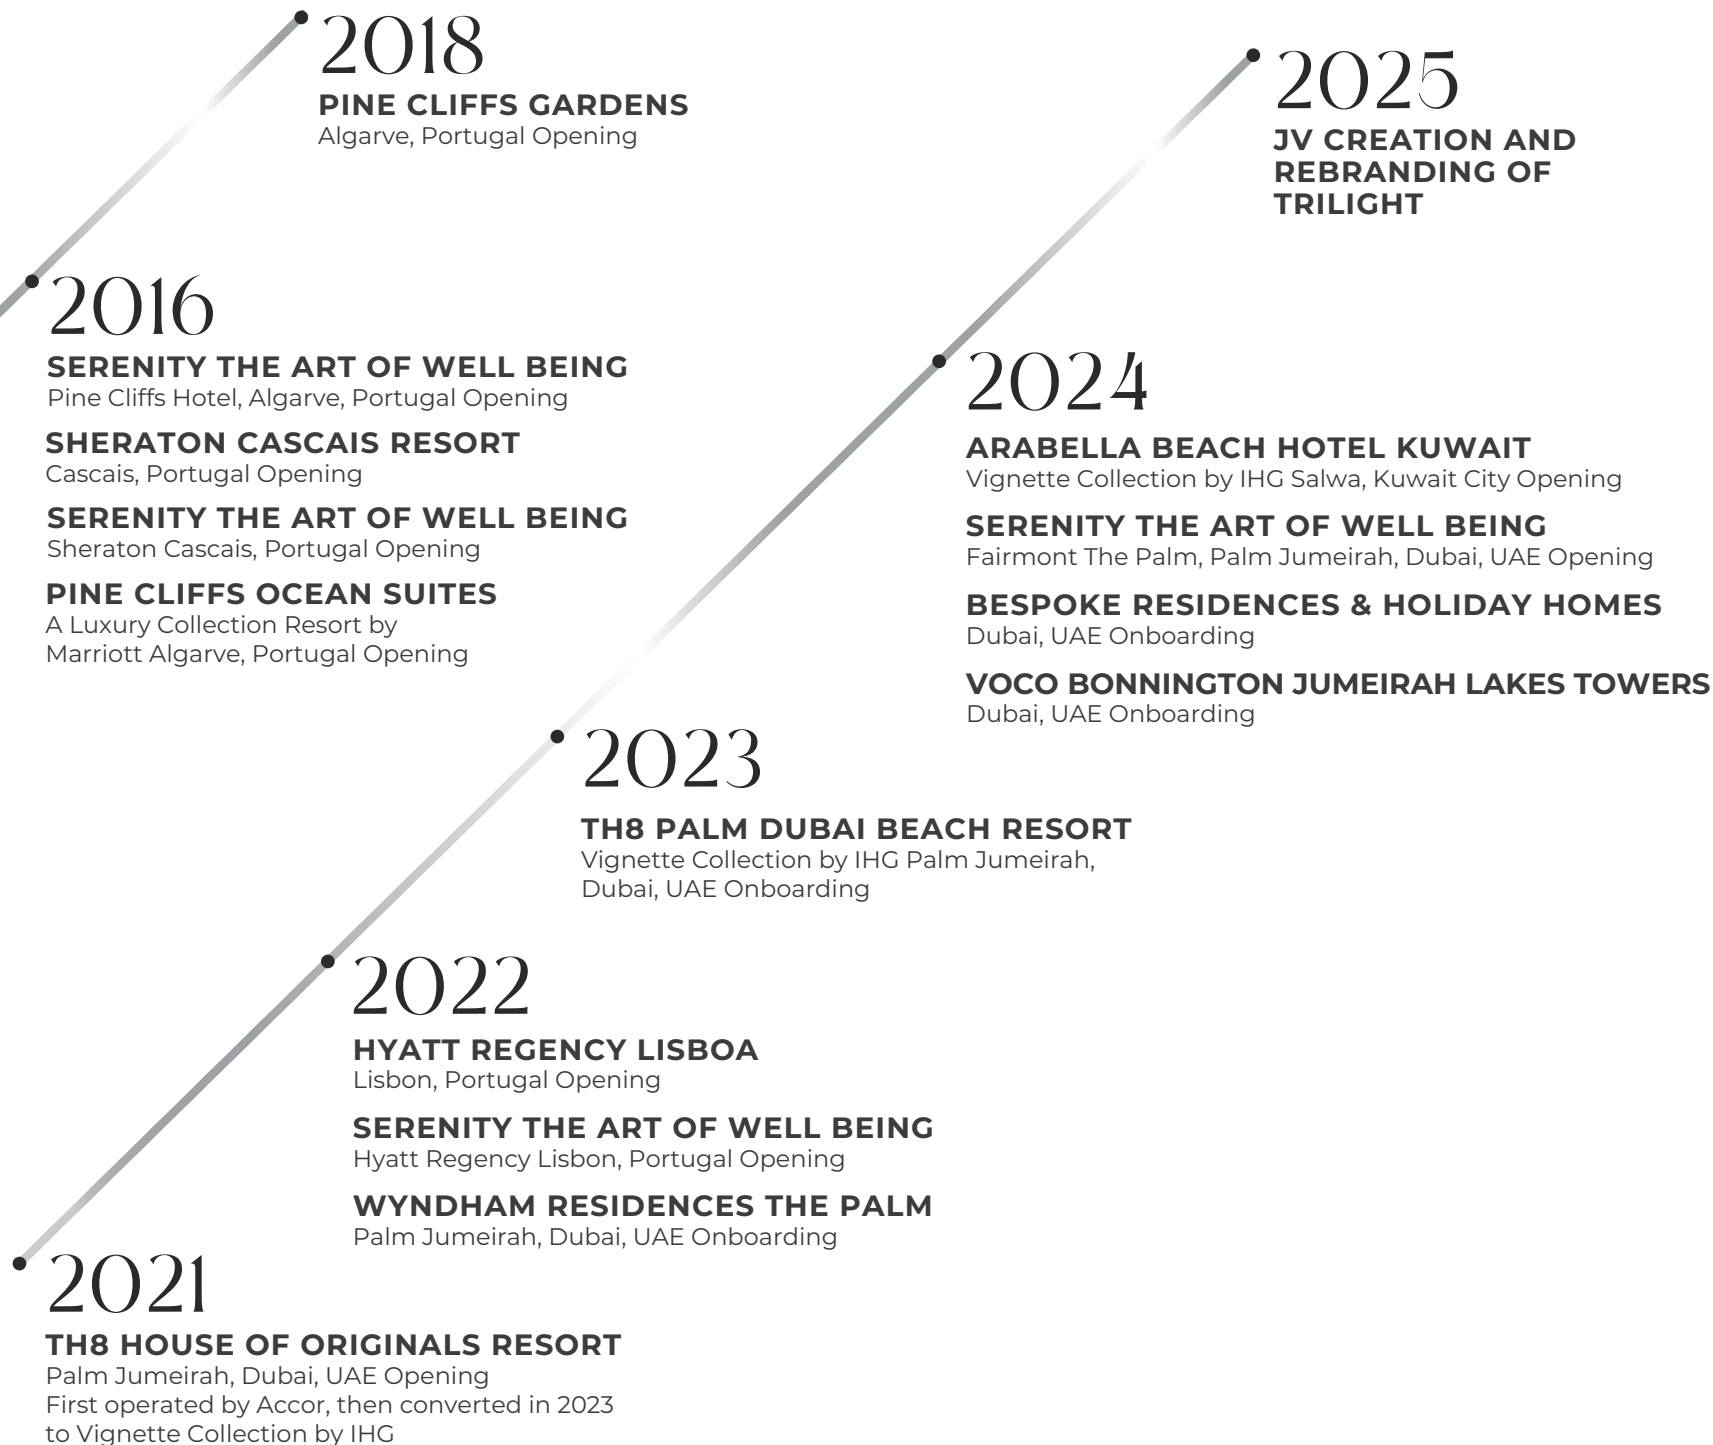 2018
PINE CLIFFS GARDENS
Algarve, Portugal Opening
2016
SERENITY THE ART OF WELL BEING
Pine Cliffs Hotel, Algarve, Portugal Opening
SHERATON CASCAIS RESORT
Cascais, Portugal Opening
SERENITY THE ART OF WELL BEING
Sheraton Cascais, Portugal Opening
PINE CLIFFS OCEAN SUITES
A Luxury Collection Resort by
Marriott Algarve, Portugal Opening
2025
JV CREATION AND
REBRANDING OF
TRILIGHT
2024
ARABELLA BEACH HOTEL KUWAIT
Vignette Collection by IHG Salwa, Kuwait City Opening
SERENITY THE ART OF WELL BEING
Fairmont The Palm, Palm Jumeirah, Dubai, UAE Opening
BESPOKE RESIDENCES & HOLIDAY HOMES
Dubai, UAE Onboarding
VOCO BONNINGTON JUMEIRAH LAKES TOWERS
Dubai, UAE Onboarding
2023
TH8 PALM DUBAI BEACH RESORT
Vignette Collection by IHG Palm Jumeirah,
Dubai, UAE Onboarding
2022
HYATT REGENCY LISBOA
Lisbon, Portugal Opening
SERENITY THE ART OF WELL BEING
Hyatt Regency Lisbon, Portugal Opening
WYNDHAM RESIDENCES THE PALM
Palm Jumeirah, Dubai, UAE Onboarding
2021
TH8 HOUSE OF ORIGINALS RESORT
Palm Jumeirah, Dubai, UAE Opening
First operated by Accor, then converted in 2023
to Vignette Collection by IHG